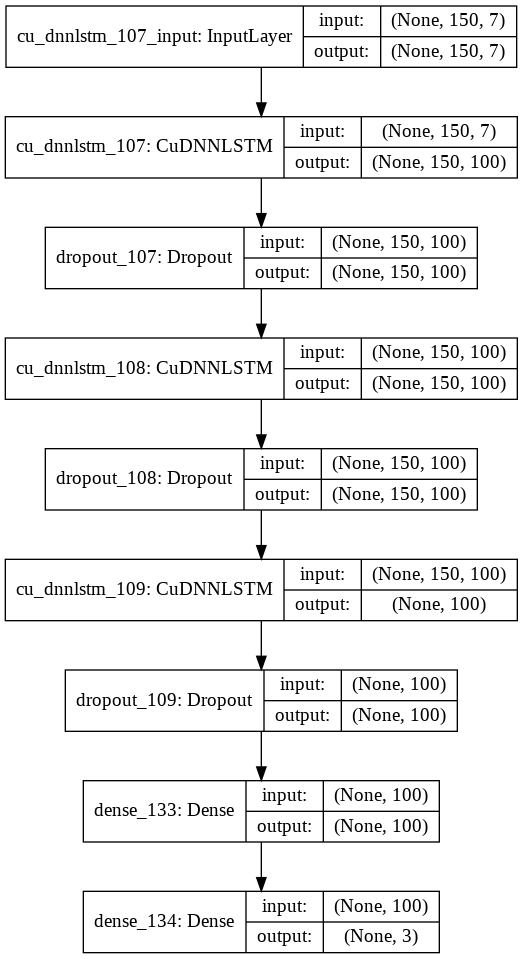 cu_dnnlstm_107_input: InputLayer
input: (None, 150, 7)
output: (None, 150, 7)
cu_dnnlstm_107: CuDNNLSTM
input: (None, 150, 7)
output: (None, 150, 100)
dropout_107: Dropout
input: (None, 150, 100)
output: (None, 150, 100)
cu_dnnlstm_108: CuDNNLSTM
input: (None, 150, 100)
output: (None, 150, 100)
dropout_108: Dropout
input: (None, 150, 100)
output: (None, 150, 100)
cu_dnnlstm_109: CuDNNLSTM
input: (None, 150, 100)
output: (None, 100)
dropout_109: Dropout
input: (None, 100)
output: (None, 100)
dense_133: Dense
input: (None, 100)
output: (None, 100)
dense_134: Dense
input: (None, 100)
output: (None, 3)